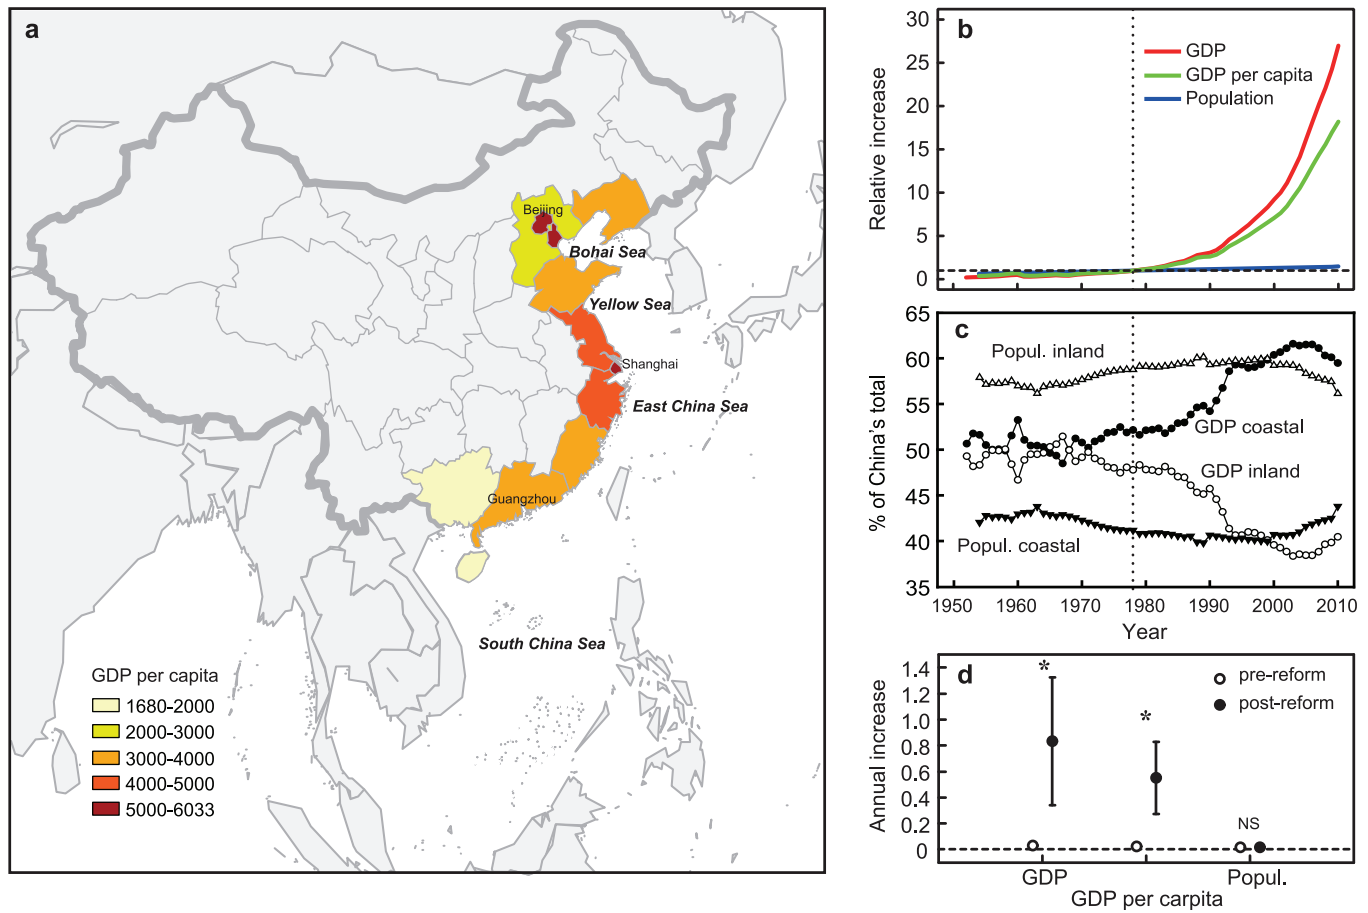 a
Beijing
Bohai Sea
Yellow Sea
Shanghai
East China Sea
Guangzhou
South China Sea
GDP per capita
1680-2000
2000-3000
3000-4000
4000-5000
5000-6033
b
Relative increase
30
25
20
15
10
5
0
GDP
GDP per capita
Population
c
% of China's total
65
60
55
50
45
40
35
Popul. inland
GDP coastal
GDP inland
Popul. coastal
1950 1960 1970 1980 1990 2000 2010
Year
d
Annual increase
1.4
1.2
1.0
0.8
0.6
0.4
0.2
0
* * NS
pre-reform
post-reform
GDP Popul.
GDP per carpita